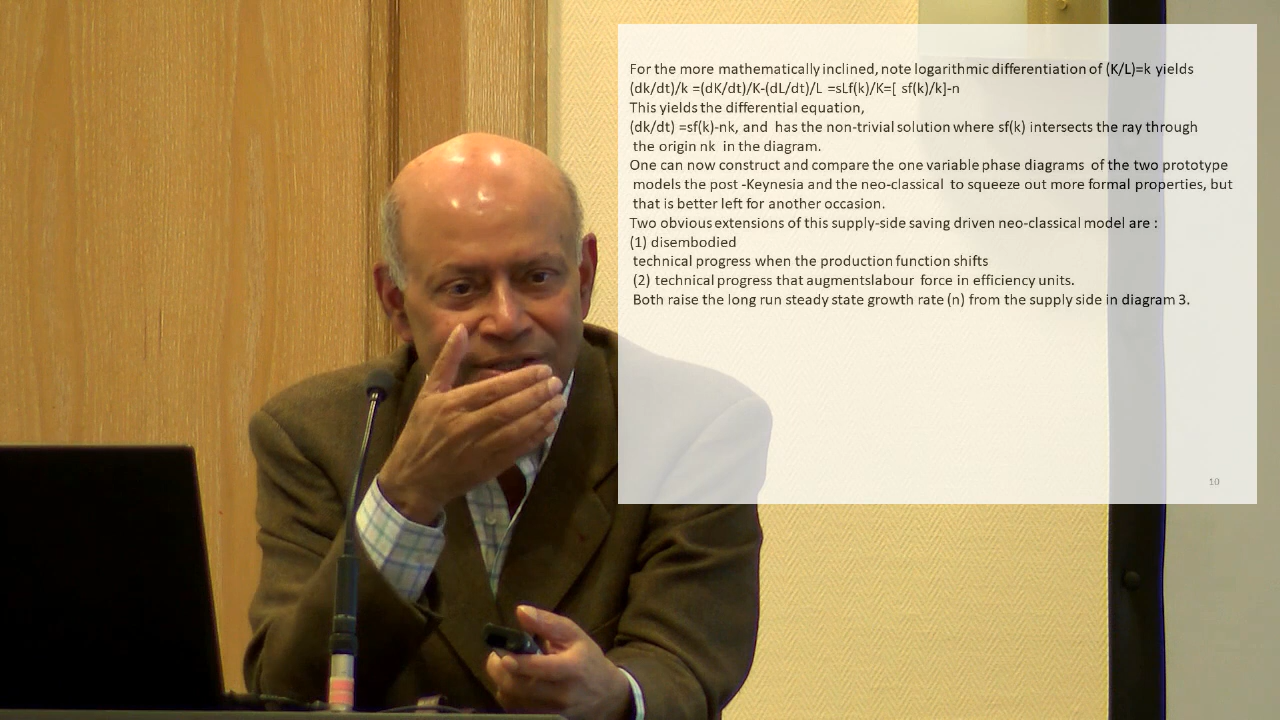 For the more mathematically inclined, note logarithmic differentiation of (K/L)=k yields
(dk/dt)/k =(dK/dt)/K-(dL/dt)/L =sLf(k)/K=[ sf(k)/k]-n
This yields the differential equation,
(dk/dt) =sf(k)-nk, and has the non-trivial solution where sf(k) intersects the ray through
the origin nk in the diagram.
One can now construct and compare the one variable phase diagrams of the two prototype
models the post -Keynesia and the neo-classical to squeeze out more formal properties, but
that is better left for another occasion.
Two obvious extensions of this supply-side saving driven neo-classical model are :
(1) disembodied
technical progress when the production function shifts
(2) technical progress that augmentslabour force in efficiency units.
Both raise the long run steady state growth rate (n) from the supply side in diagram 3.
10